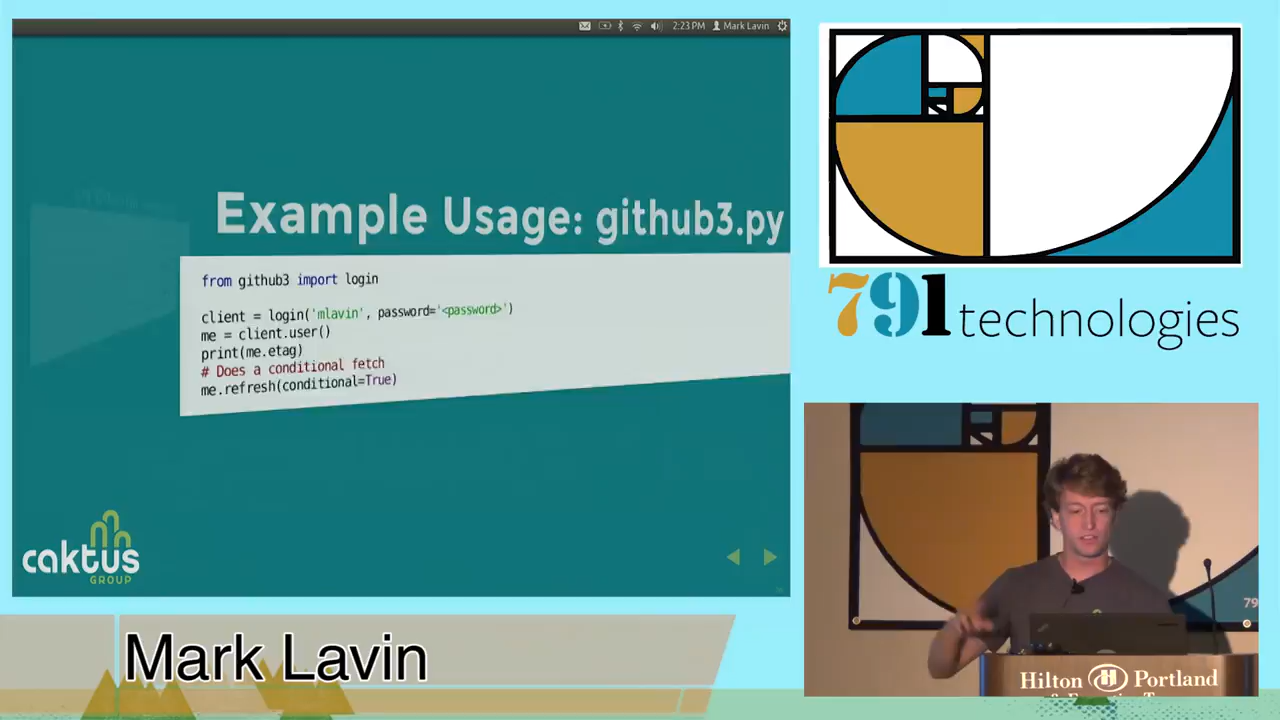 2:23 PM Mark Lavin
Example Usage: github3.py
from github3 import login
client = login('mlavin', password='<password>')
me = client.user()
print(me.etag)
# Does a conditional fetch
me.refresh(conditional=True)
caktus
GROUP
791 technologies
79
Hilton Portland
Mark Lavin